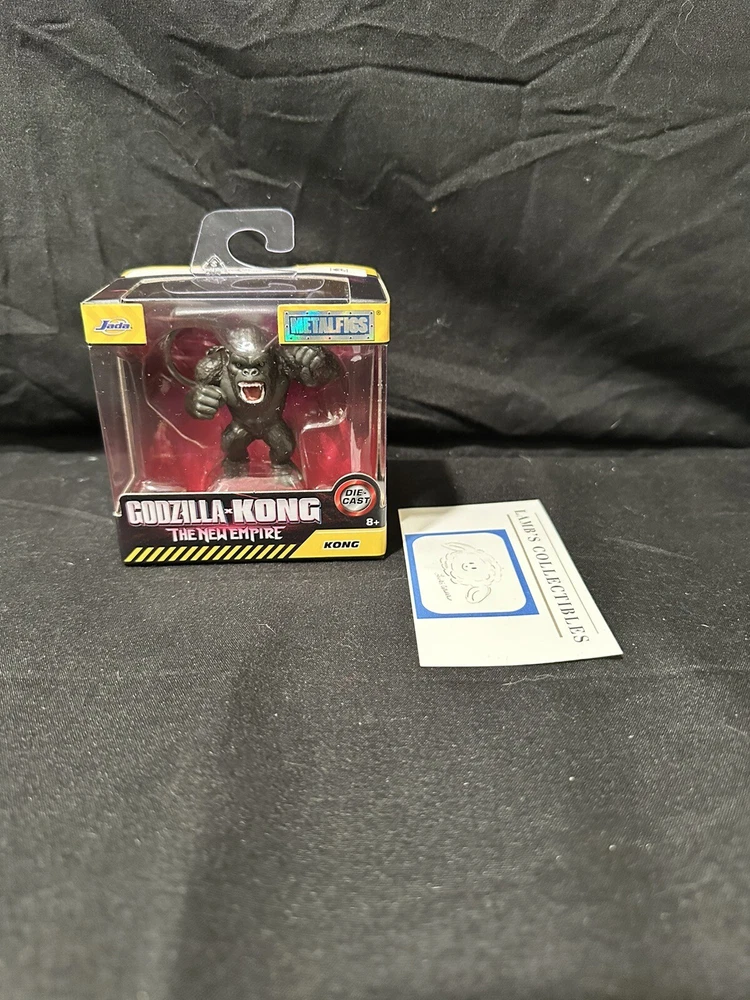 Jada
METALFIGS®
GODZILLA x KONG
THE NEW EMPIRE
DIE-
CAST
8+
KONG
LAMB'S COLLECTIBLES